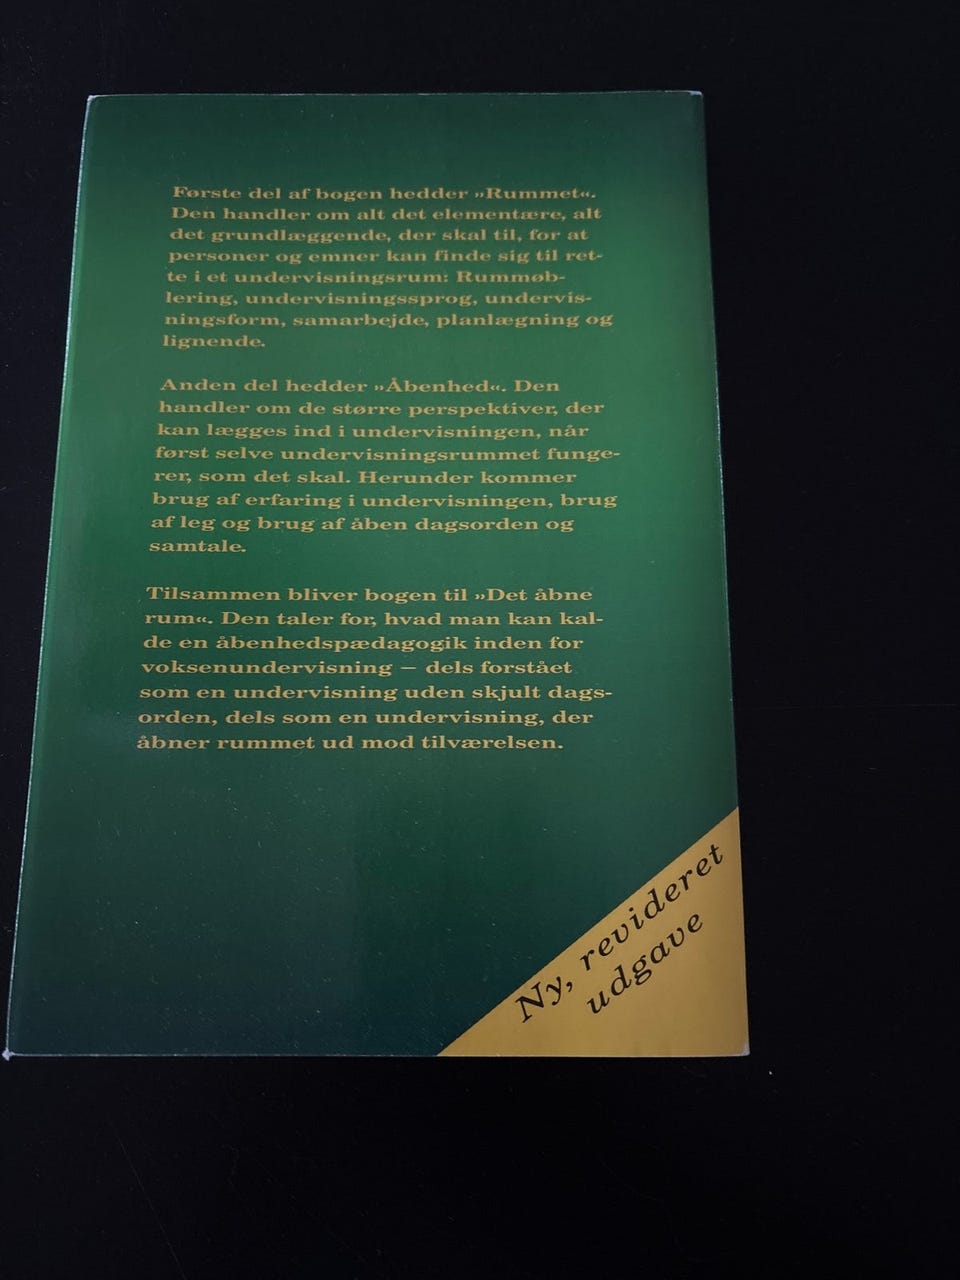 Første del af bogen hedder »Rummet«.
Den handler om alt det elementære, alt
det grundlæggende, der skal til, for at
personer og emner kan finde sig til ret-
te i et undervisningsrum: Rummøb-
lering, undervisningssprog, undervis-
ningsform, samarbejde, planlægning og
lignende.
Anden del hedder »Åbenhed«. Den
handler om de større perspektiver, der
kan lægges ind i undervisningen, når
først selve undervisningsrummet funge-
rer, som det skal. Herunder kommer
brug af erfaring i undervisningen, brug
af leg og brug af åben dagsorden og
samtale.
Tilsammen bliver bogen til »Det åbne
rum«. Den taler for, hvad man kan kal-
de en åbenhedspædagogik inden for
voksenundervisning – dels forstået
som en undervisning uden skjult dags-
orden, dels som en undervisning, der
åbner rummet ud mod tilværelsen.
Ny, revideret
udgave